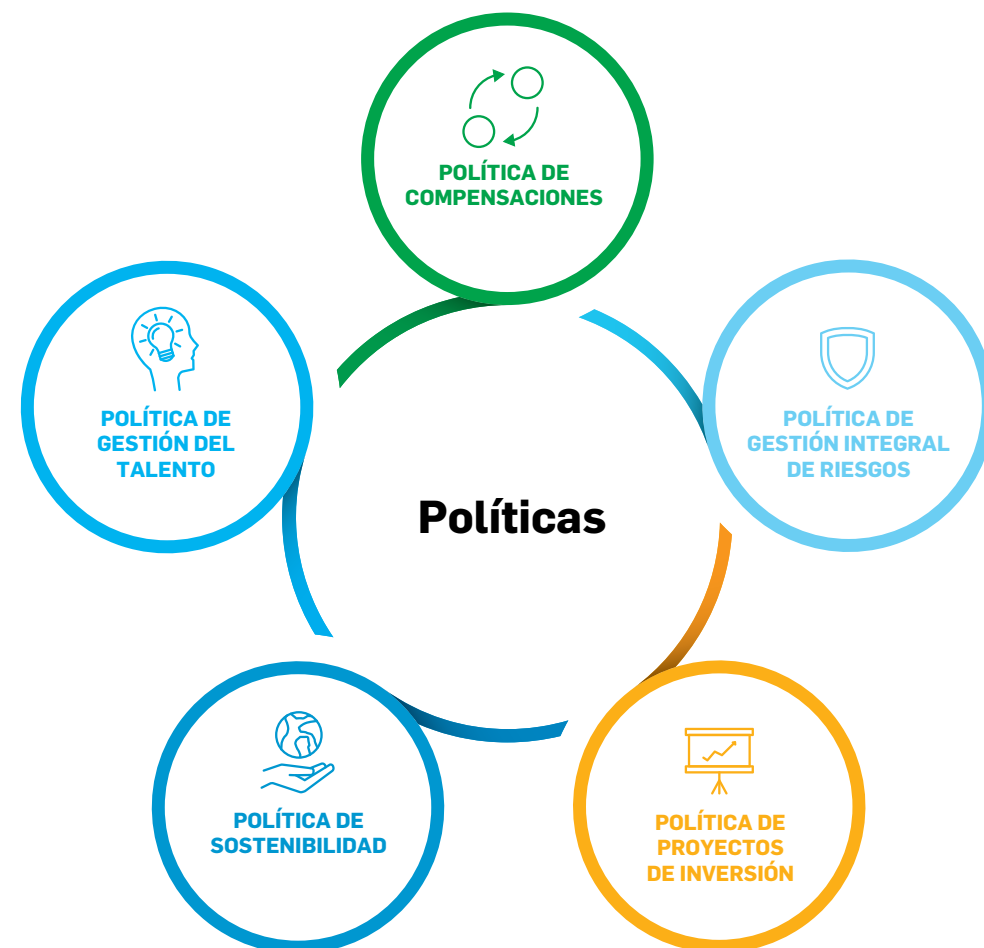 POLÍTICA DE
COMPENSACIONES
POLÍTICA DE
GESTIÓN DEL
TALENTO
POLÍTICA DE
GESTIÓN INTEGRAL
DE RIESGOS
Políticas
POLÍTICA DE
SOSTENIBILIDAD
POLÍTICA DE
PROYECTOS
DE INVERSIÓN